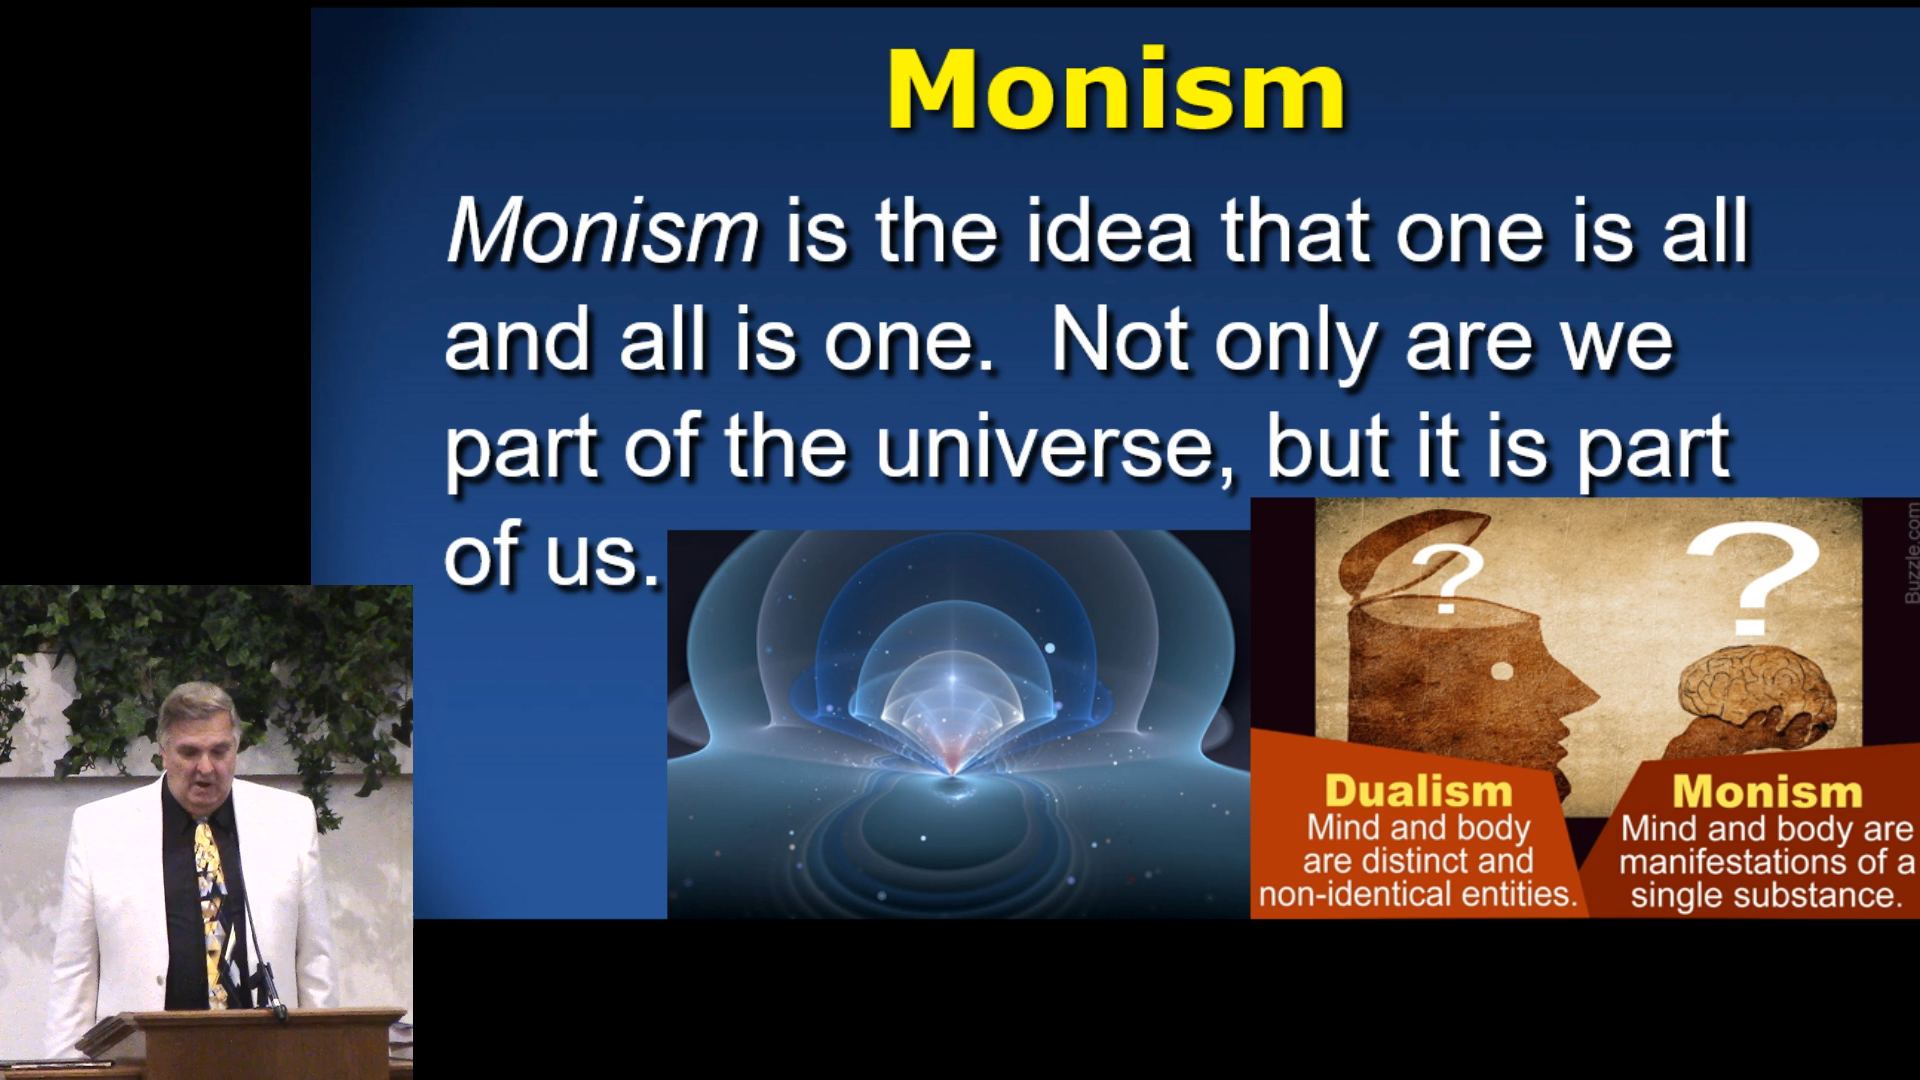 Monism
Monism is the idea that one is all
and all is one. Not only are we
part of the universe, but it is part
of us.
?
?
Buzzle.com
Dualism
Mind and body
are distinct and
non-identical entities.
Monism
Mind and body are
manifestations of a
single substance.